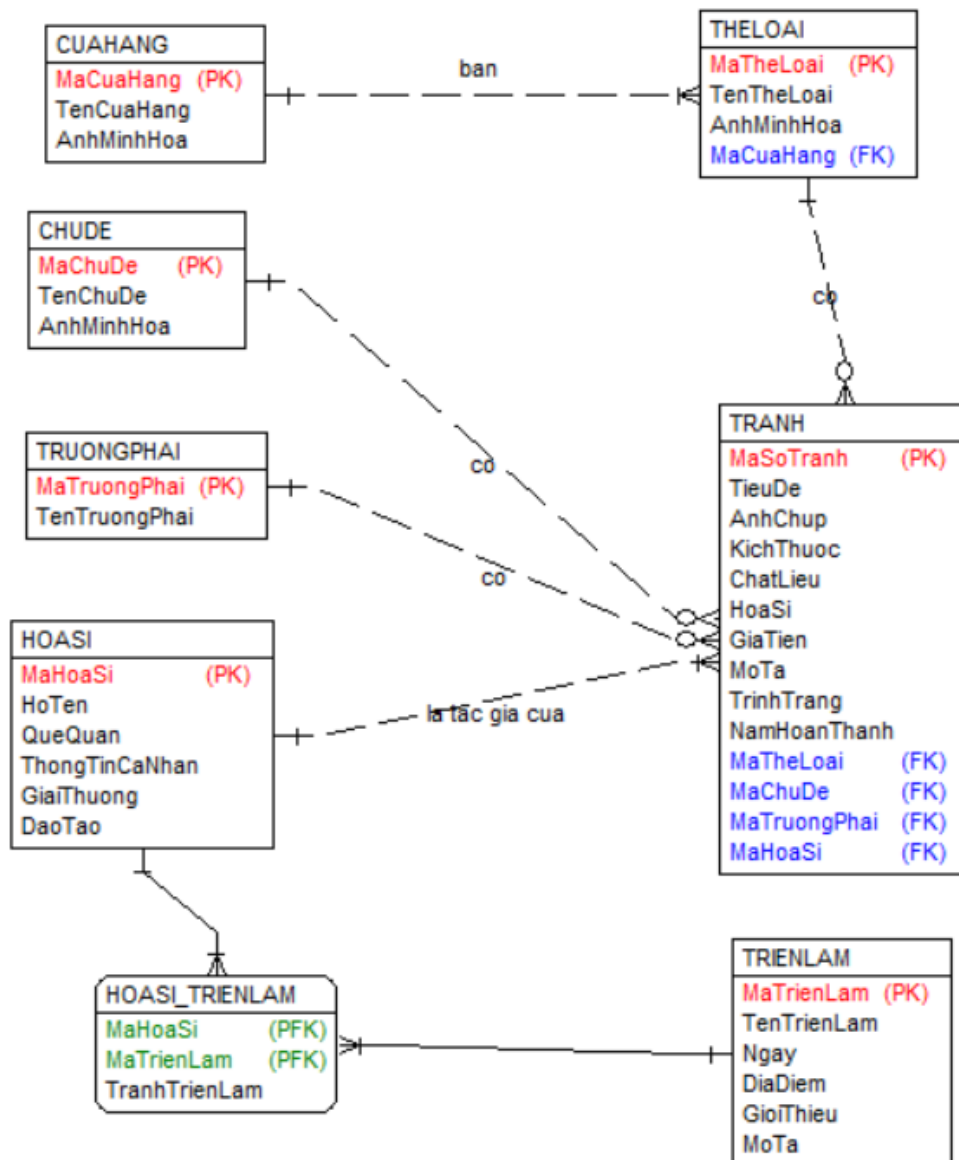 CUAHANG
MaCuaHang (PK)
TenCuaHang
AnhMinhHoa
ban
THELOAI
MaTheLoai (PK)
TenTheLoai
AnhMinhHoa
MaCuaHang (FK)
CHUDE
MaChuDe (PK)
TenChuDe
AnhMinhHoa
co
TRUONGPHAI
MaTruongPhai (PK)
TenTruongPhai
co
co
TRANH
MaSoTranh (PK)
TieuDe
AnhChup
KichThuoc
ChatLieu
HoaSi
GiaTien
MoTa
TrinhTrang
NamHoanThanh
MaTheLoai (FK)
MaChuDe (FK)
MaTruongPhai (FK)
MaHoaSi (FK)
HOASI
MaHoaSi (PK)
HoTen
QueQuan
ThongTinCaNhan
GiaiThuong
DaoTao
la tac gia cua
HOASI_TRIENLAM
MaHoaSi (PFK)
MaTrienLam (PFK)
TranhTrienLam
TRIENLAM
MaTrienLam (PK)
TenTrienLam
Ngay
DiaDiem
GioiThieu
MoTa